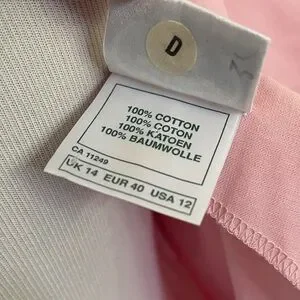 D
100% COTTON
100% COTON
100% KATOEN
100% BAUMWOLLE
CA 11249
UK 14 EUR 40 USA 12